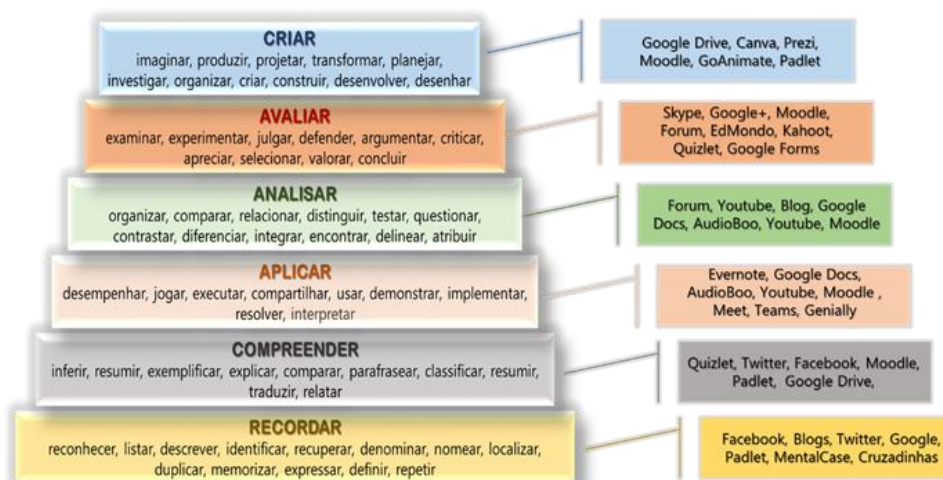 CRIAR
imaginar, produzir, projetar, transformar, planejar,
investigar, organizar, criar, construir, desenvolver, desenhar
Google Drive, Canva, Prezi,
Moodle, GoAnimate, Padlet
AVALIAR
examinar, experimentar, julgar, defender, argumentar, criticar,
apreciar, selecionar, valorar, concluir
Skype, Google+, Moodle,
Forum, EdMondo, Kahoot,
Quizlet, Google Forms
ANALISAR
organizar, comparar, relacionar, distinguir, testar, questionar,
contrastar, diferenciar, integrar, encontrar, delinear, atribuir
Forum, Youtube, Blog, Google
Docs, AudioBoo, Youtube, Moodle
APLICAR
desempenhar, jogar, executar, compartilhar, usar, demonstrar, implementar,
resolver, interpretar
Evernote, Google Docs,
AudioBoo, Youtube, Moodle ,
Meet, Teams, Genially
COMPREENDER
inferir, resumir, exemplificar, explicar, comparar, parafrasear, classificar, resumir,
traduzir, relatar
Quizlet, Twitter, Facebook, Moodle,
Padlet, Google Drive,
RECORDAR
reconhecer, listar, descrever, identificar, recuperar, denominar, nomear, localizar,
duplicar, memorizar, expressar, definir, repetir
Facebook, Blogs, Twitter, Google,
Padlet, MentalCase, Cruzadinhas